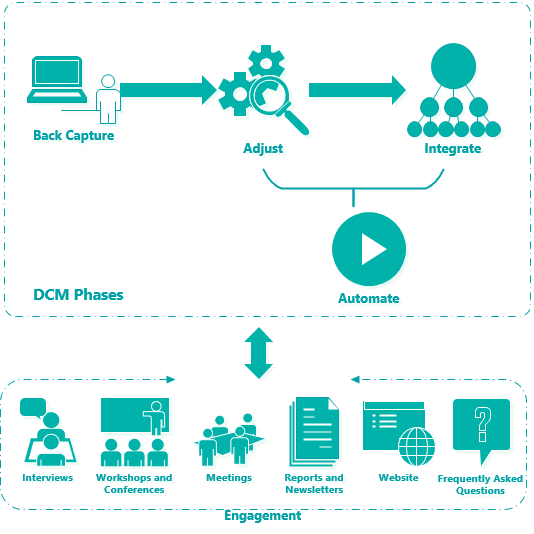 Back Capture
Adjust
Integrate
Automate
DCM Phases
Interviews
Workshops and
Conferences
Meetings
Reports and
Newsletters
Website
Frequently Asked
Questions
Engagement